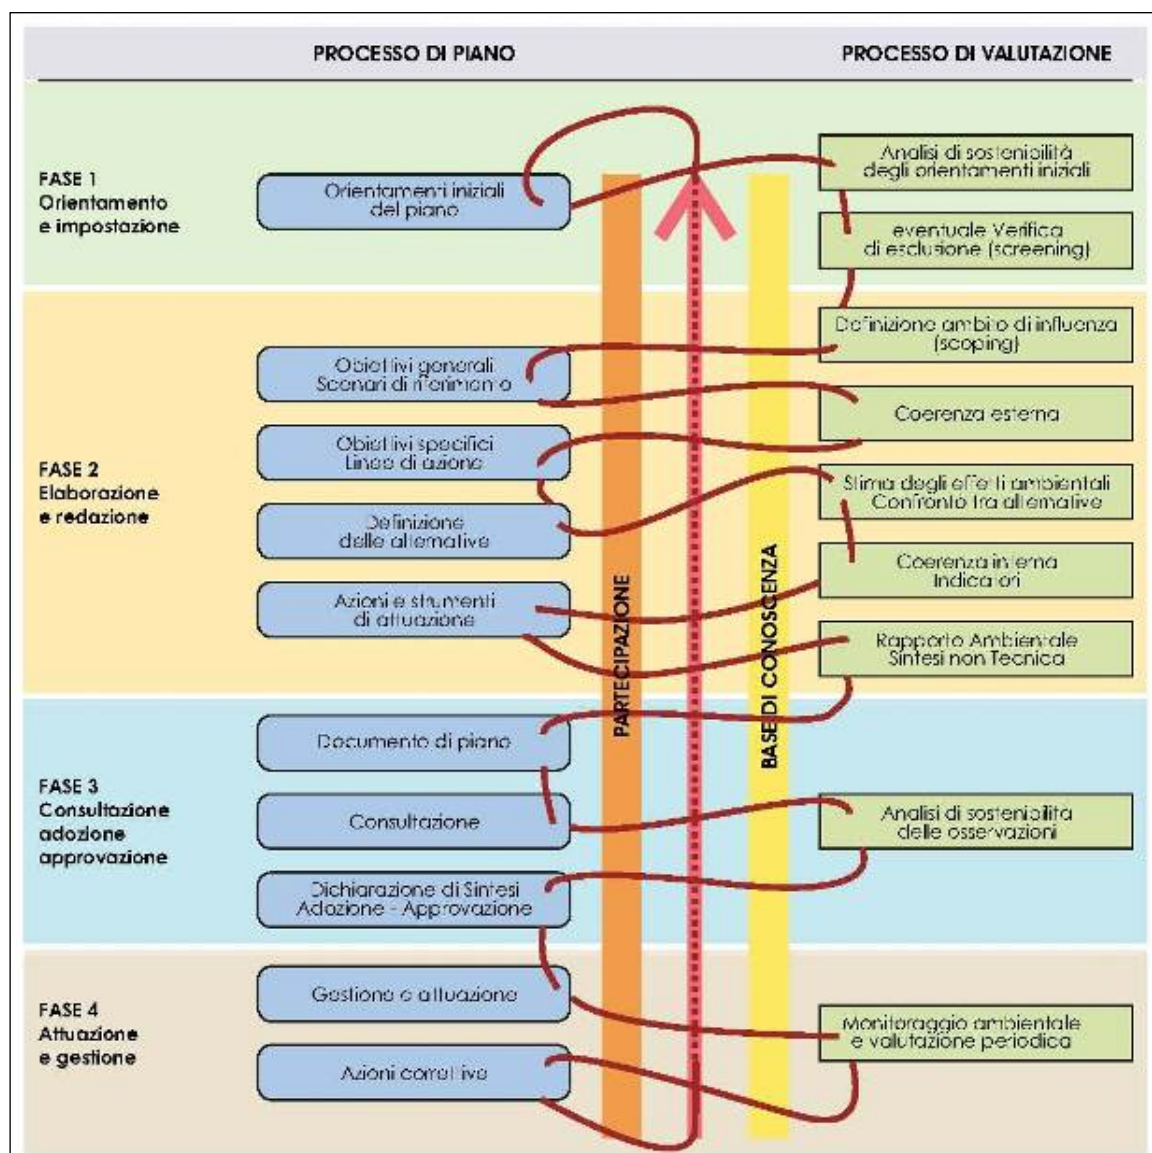 PROCESSO DI PIANO
PROCESSO DI VALUTAZIONE
FASE 1
Orientamento
e impostazione
Orientamenti iniziali
del piano
Analisi di sostenibilità
degli orientamenti iniziali
eventuale Verifica
di esclusione (screening)
FASE 2
Elaborazione
e redazione
Definizione ambito di influenza
(scoping)
Obiettivi generali
Scenari di riferimento
Coerenza esterna
Obiettivi specifici
Linee di azione
Stima degli effetti ambientali
Confronto tra alternative
Definizione
delle alternative
Coerenza interna
Indicatori
Azioni e strumenti
di attuazione
Rapporto Ambientale
Sintesi non Tecnica
PARTECIPAZIONE
BASE DI CONOSCENZA
FASE 3
Consultazione
adozione
approvazione
Documento di piano
Consultazione
Analisi di sostenibilità
delle osservazioni
Dichiarazione di Sintesi
Adozione - Approvazione
FASE 4
Attuazione
e gestione
Gestione e attuazione
Monitoraggio ambientale
e valutazione periodica
Azioni correttive